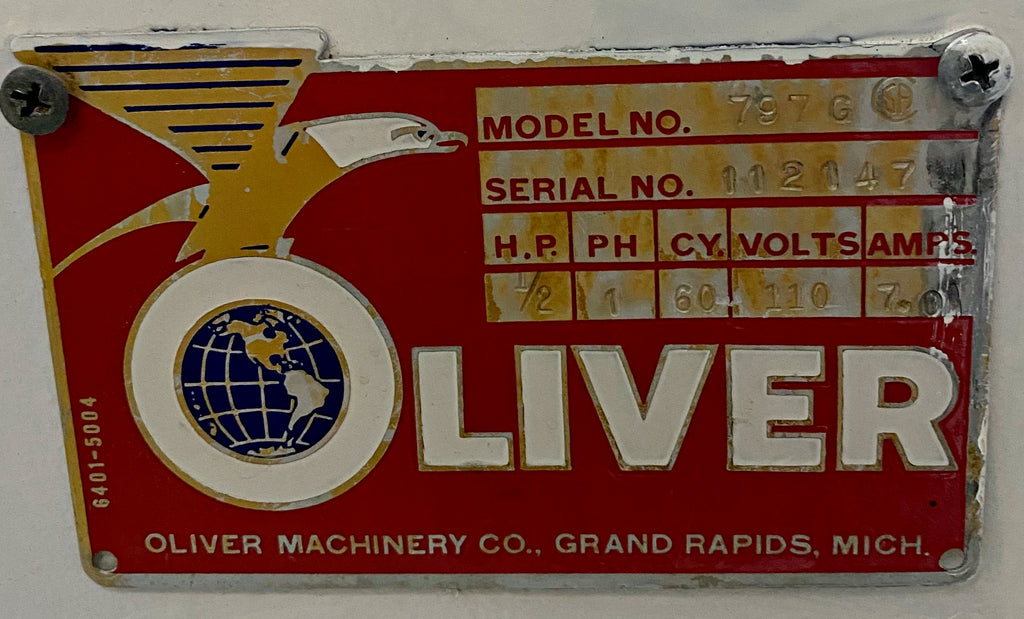 MODEL NO. 797G
SERIAL NO. 112147
H.P. PH CY. VOLTS AMPS.
1/2 1 60 110 7.0
OLIVER
6401-5004
OLIVER MACHINERY CO., GRAND RAPIDS, MICH.